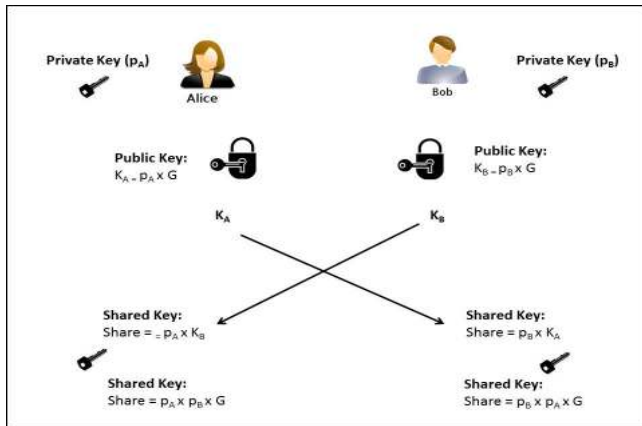 Private Key (pA)
Alice
Bob
Private Key (pB)
Public Key:
KA = pA x G
Public Key:
KB = pB x G
KA
KB
Shared Key:
Share = = pA x KB
Shared Key:
Share = pB x KA
Shared Key:
Share = pA x pB x G
Shared Key:
Share = pB x pA x G